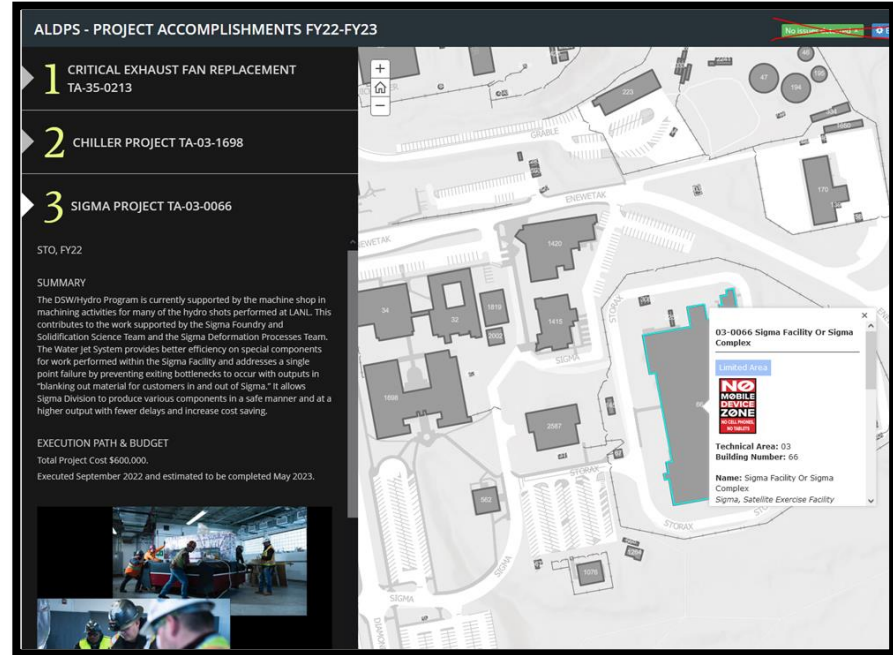 ALDPS - PROJECT ACCOMPLISHMENTS FY22-FY23
1 CRITICAL EXHAUST FAN REPLACEMENT
TA-35-0213
2 CHILLER PROJECT TA-03-1698
3 SIGMA PROJECT TA-03-0066
STO, FY22
SUMMARY
The DSW/Hydro Program is currently supported by the machine shop in
machining activities for many of the hydro shots performed at LANL. This
contributes to the work supported by the Sigma Foundry and
Solidification Science Team and the Sigma Deformation Processes Team.
The Water Jet System provides better efficiency on special components
for work performed within the Sigma Facility and addresses a single
point failure by preventing exiting bottlenecks to occur with outputs in
"blanking out material for customers in and out of Sigma." It allows
Sigma Division to produce various components in a safe manner and at a
higher output with fewer delays and increase cost saving.
EXECUTION PATH & BUDGET
Total Project Cost $600,000.
Executed September 2022 and estimated to be completed May 2023.
No issues
+
−
223
GRABLE
47
194
170
ENEWETAK
ENEWETAK
1420
34
32
1819
2002
1415
STORAX
SIGMA
1698
2587
STORAX
562
SIGMA
SIGMA
1076
66
STORAX
03-0066 Sigma Facility Or Sigma
Complex
Limited Area
NO
MOBILE
DEVICE
ZONE
NO CELL PHONES,
NO TABLETS
Technical Area: 03
Building Number: 66
Name: Sigma Facility Or Sigma
Complex
Sigma, Satellite Exercise Facility